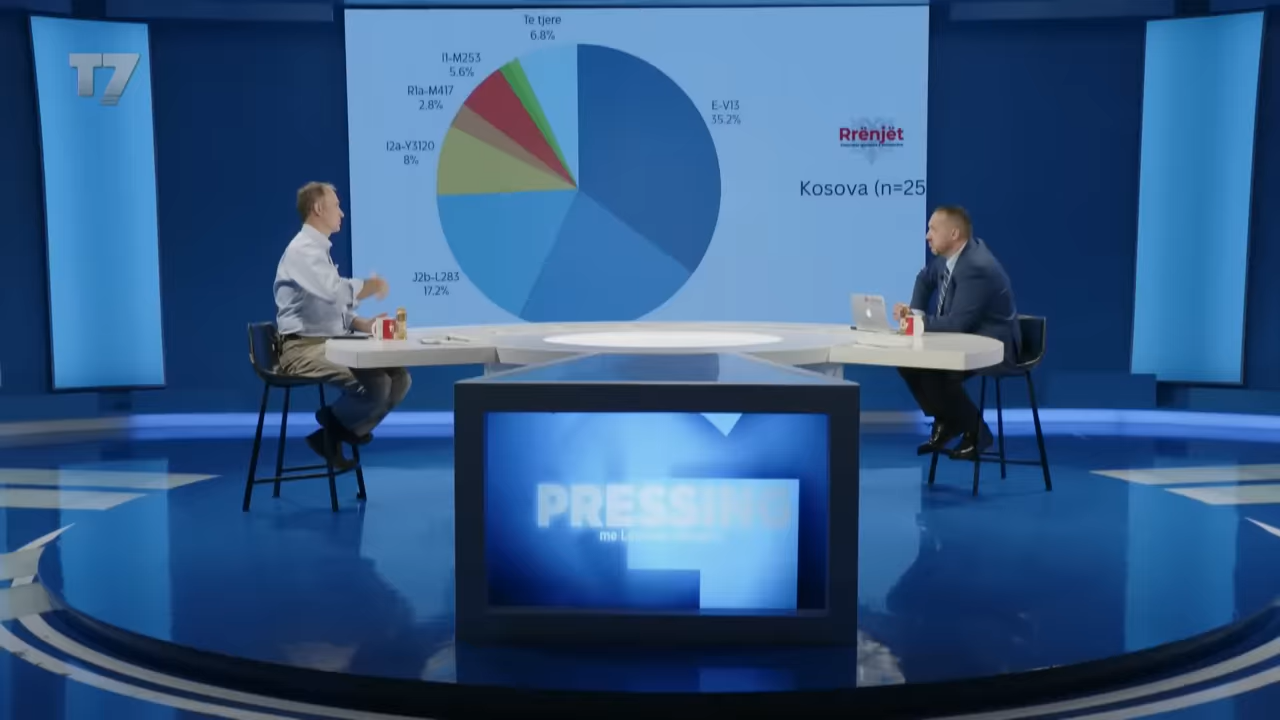 T7
Te tjere
6.8%
I1-M253
5.6%
R1a-M417
2.8%
I2a-Y3120
8%
J2b-L283
17.2%
E-V13
35.2%
Rrënjët
Kosova (n=25
PRESSING
me